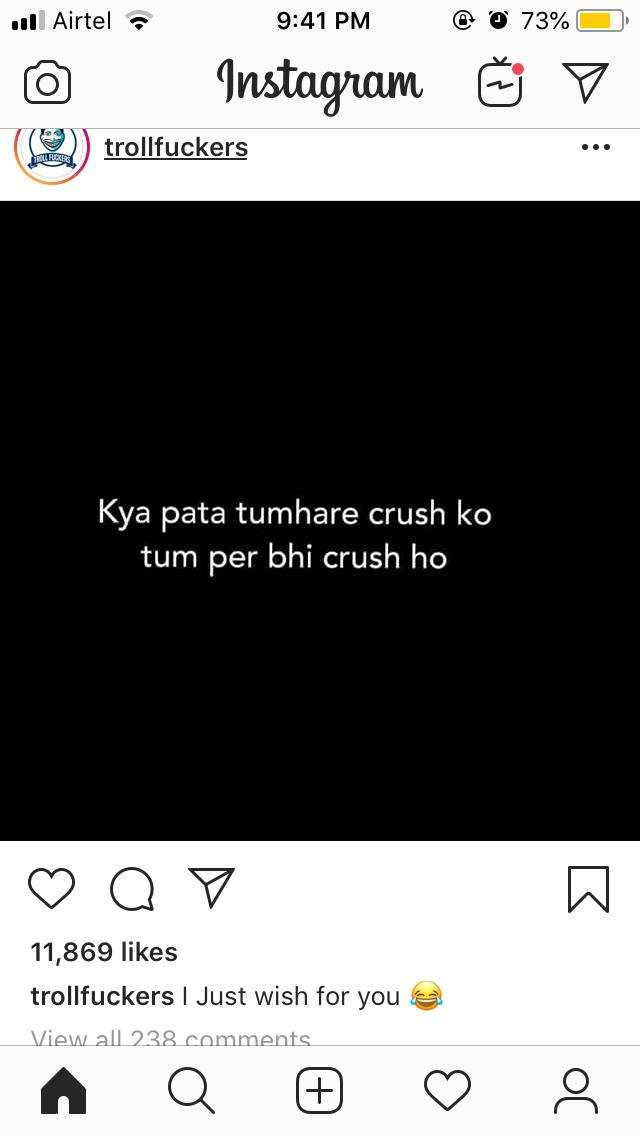 Airtel 9:41 PM 73%
Instagram
TROLL FUCKERS
trollfuckers
Kya pata tumhare crush ko
tum per bhi crush ho
11,869 likes
trollfuckers I Just wish for you 😂
View all 238 comments